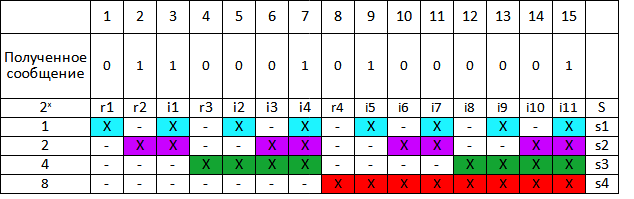 1 2 3 4 5 6 7 8 9 10 11 12 13 14 15
Полученное
сообщение 0 1 1 0 0 0 1 0 1 0 0 0 0 0 1
2ˣ r1 r2 i1 r3 i2 i3 i4 r4 i5 i6 i7 i8 i9 i10 i11 S
1 X - X - X - X - X - X - X - X s1
2 - X X - - X X - - X X - - X X s2
4 - - - X X X X - - - - X X X X s3
8 - - - - - - - X X X X X X X X s4